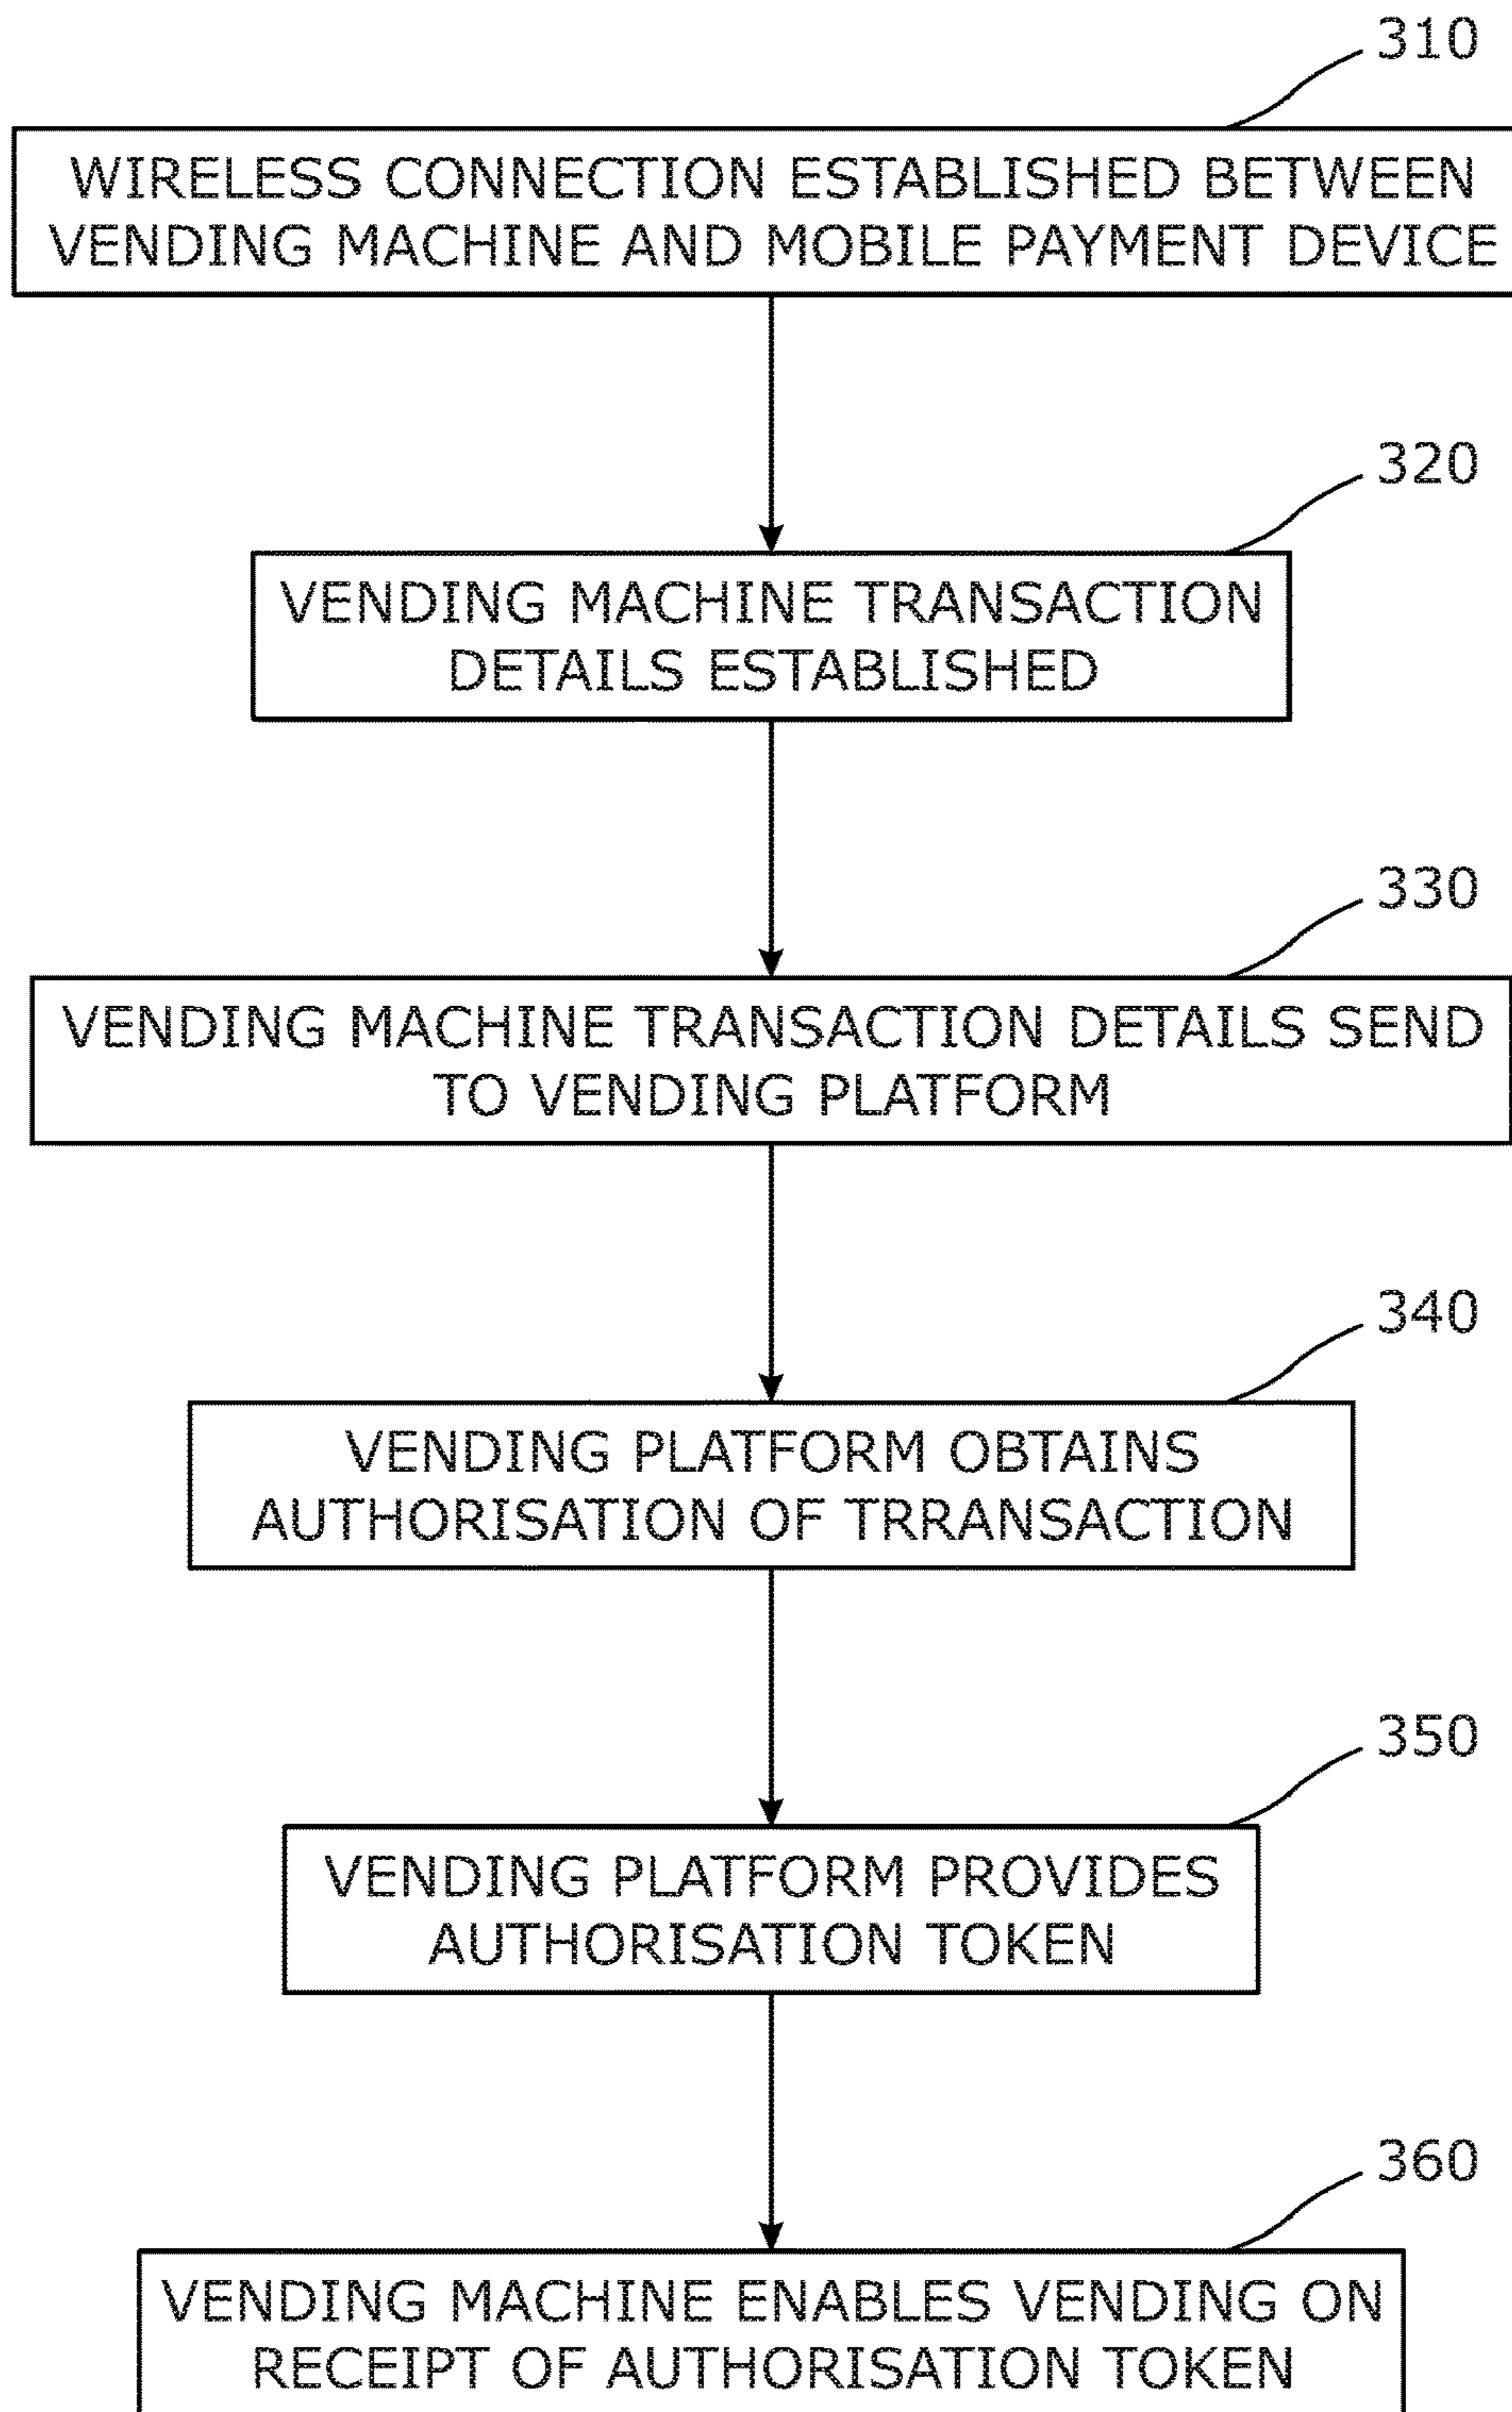 310
WIRELESS CONNECTION ESTABLISHED BETWEEN
VENDING MACHINE AND MOBILE PAYMENT DEVICE
320
VENDING MACHINE TRANSACTION
DETAILS ESTABLISHED
330
VENDING MACHINE TRANSACTION DETAILS SEND
TO VENDING PLATFORM
340
VENDING PLATFORM OBTAINS
AUTHORISATION OF TRRANSACTION
350
VENDING PLATFORM PROVIDES
AUTHORISATION TOKEN
360
VENDING MACHINE ENABLES VENDING ON
RECEIPT OF AUTHORISATION TOKEN